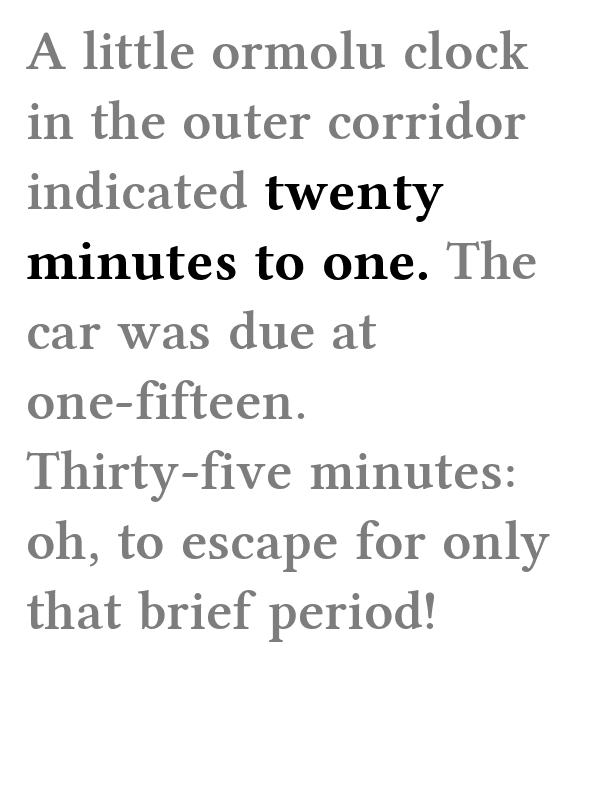 A little ormolu clock
in the outer corridor
indicated twenty
minutes to one. The
car was due at
one-fifteen.
Thirty-five minutes:
oh, to escape for only
that brief period!